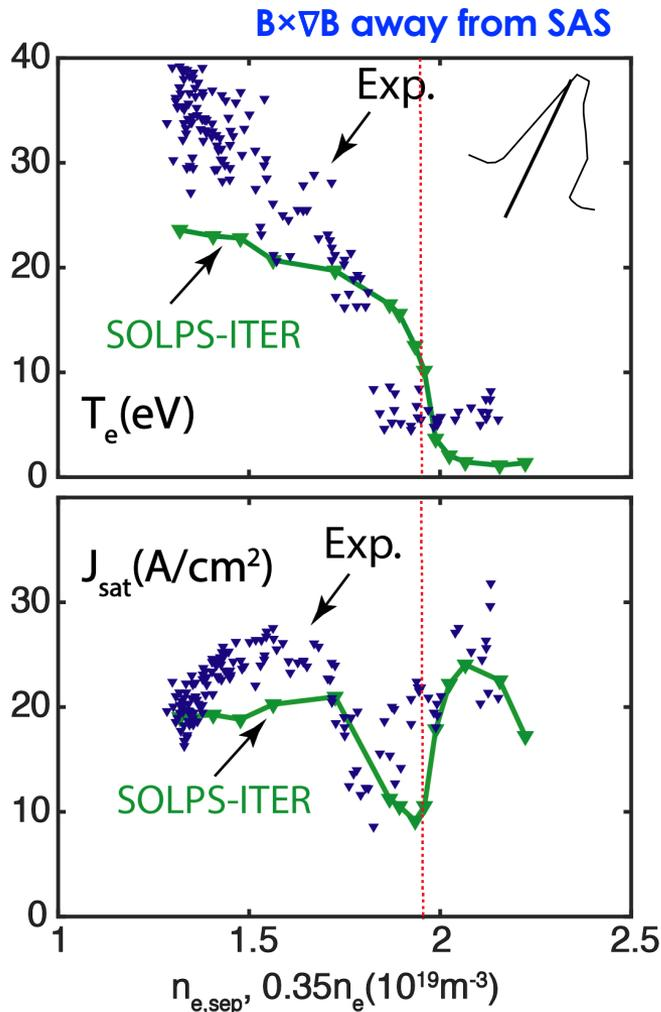 B×∇B away from SAS
40
Exp.
30
20
SOLPS-ITER
10
Tₑ(eV)
0
Exp.
Jₛₐₜ(A/cm²)
30
20
SOLPS-ITER
10
0
1 1.5 2 2.5
nₑ,ₛₑₚ, 0.35nₑ(10¹⁹m⁻³)